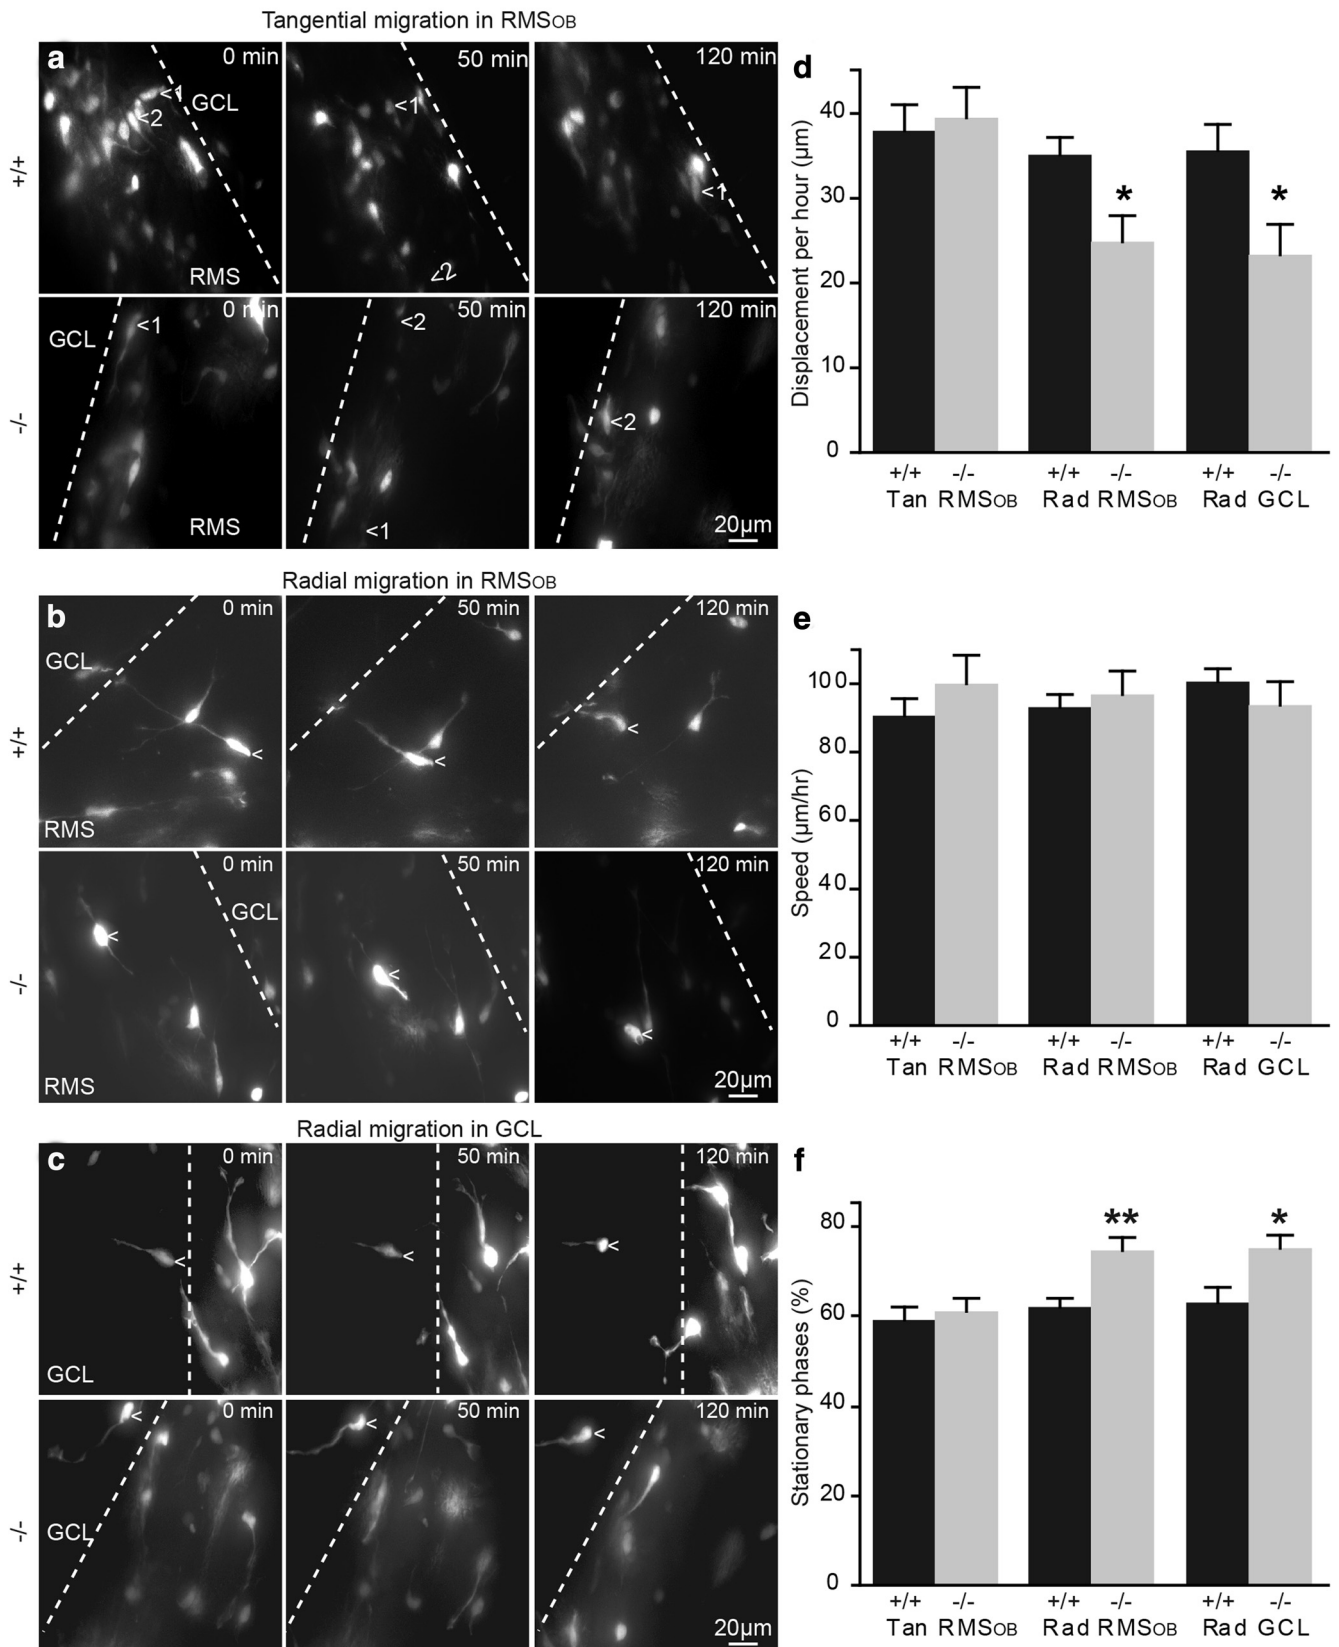 Tangential migration in RMSOB
a
0 min
50 min
120 min
<1
<2
GCL
<1
<1
+/+
RMS
<2
0 min
50 min
120 min
<1
<2
GCL
<2
-/-
RMS
<1
20µm
Radial migration in RMSOB
b
0 min
50 min
120 min
GCL
<
<
<
+/+
RMS
0 min
50 min
120 min
GCL
<
<
<
-/-
RMS
20µm
Radial migration in GCL
c
0 min
50 min
120 min
<
<
<
+/+
GCL
0 min
50 min
120 min
<
<
<
-/-
GCL
20µm
d
Displacement per hour (µm)
40
30
20
10
0
*
*
+/+ -/- +/+ -/- +/+ -/-
Tan RMSOB Rad RMSOB Rad GCL
e
Speed (µm/hr)
100
80
60
40
20
0
+/+ -/- +/+ -/- +/+ -/-
Tan RMSOB Rad RMSOB Rad GCL
f
Stationary phases (%)
80
60
40
20
0
**
*
+/+ -/- +/+ -/- +/+ -/-
Tan RMSOB Rad RMSOB Rad GCL